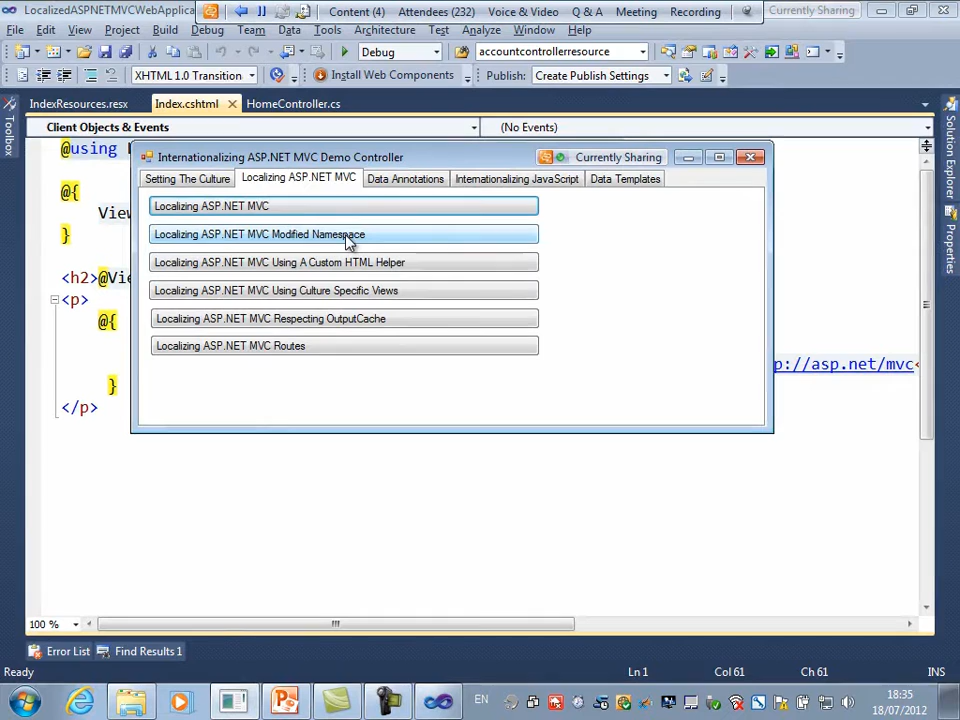 LocalizedASPNETMVCWebApplica
Content (4) Attendees (232) Voice & Video Q & A Meeting Recording
Currently Sharing
File Edit View Project Build Debug Team Data Tools Architecture Test Analyze Window Help
Debug accountcontrollerresource
XHTML 1.0 Transition Install Web Components Publish: Create Publish Settings
IndexResources.resx Index.cshtml HomeController.cs
Toolbox
Solution Explorer
Properties
Client Objects & Events (No Events)
@using
@{
Viev
}
<h2>@Vie
<p>
@{
p://asp.net/mvc<
}
</p>
Internationalizing ASP.NET MVC Demo Controller Currently Sharing
Setting The Culture Localizing ASP.NET MVC Data Annotations Internationalizing JavaScript Data Templates
Localizing ASP.NET MVC
Localizing ASP.NET MVC Modified Namespace
Localizing ASP.NET MVC Using A Custom HTML Helper
Localizing ASP.NET MVC Using Culture Specific Views
Localizing ASP.NET MVC Respecting OutputCache
Localizing ASP.NET MVC Routes
100 %
Error List Find Results 1
Ready Ln 1 Col 61 Ch 61 INS
EN 18:35
18/07/2012